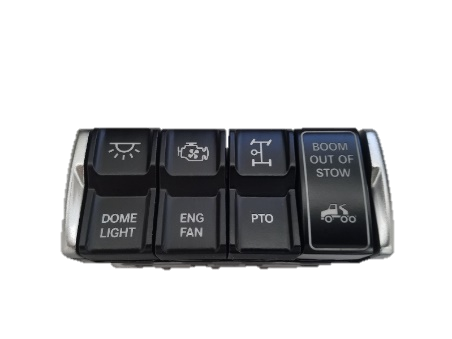 BOOM
OUT OF
STOW
DOME
LIGHT
ENG
FAN
PTO